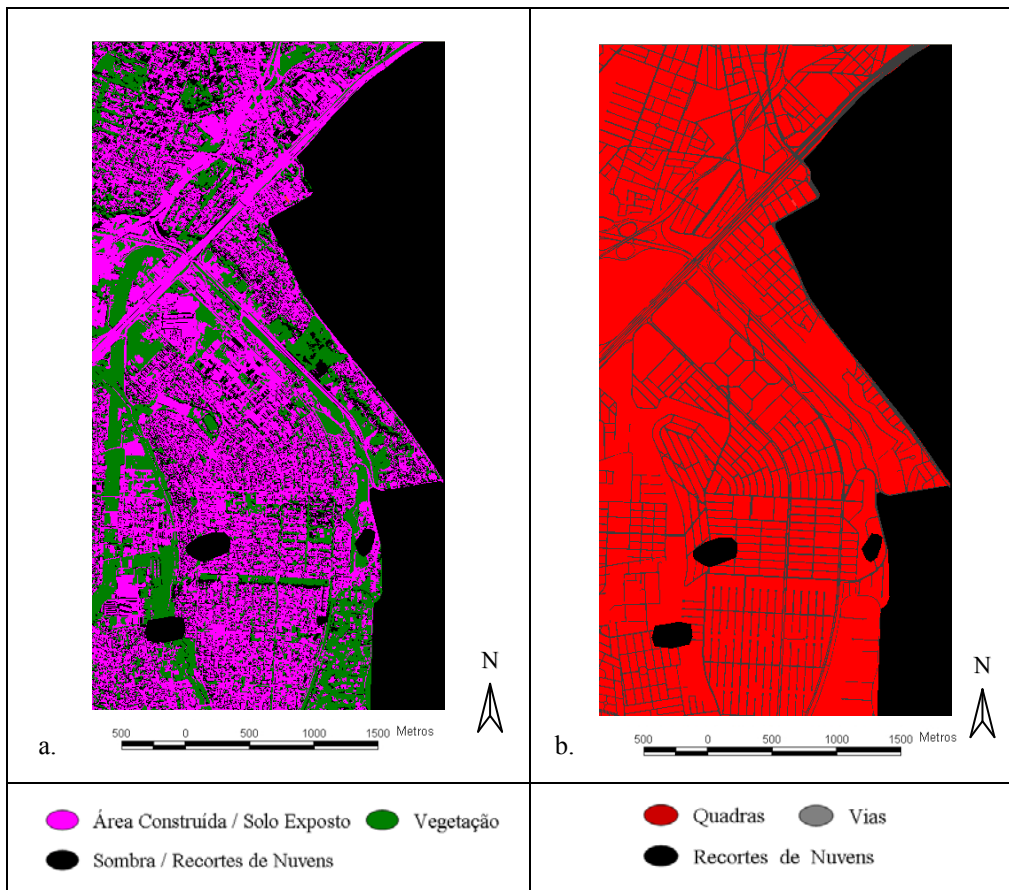 N
a.
500 0 500 1000 1500 Metros
N
b.
500 0 500 1000 1500 Metros
Área Construída / Solo Exposto
Vegetação
Sombra / Recortes de Nuvens
Quadras
Vias
Recortes de Nuvens